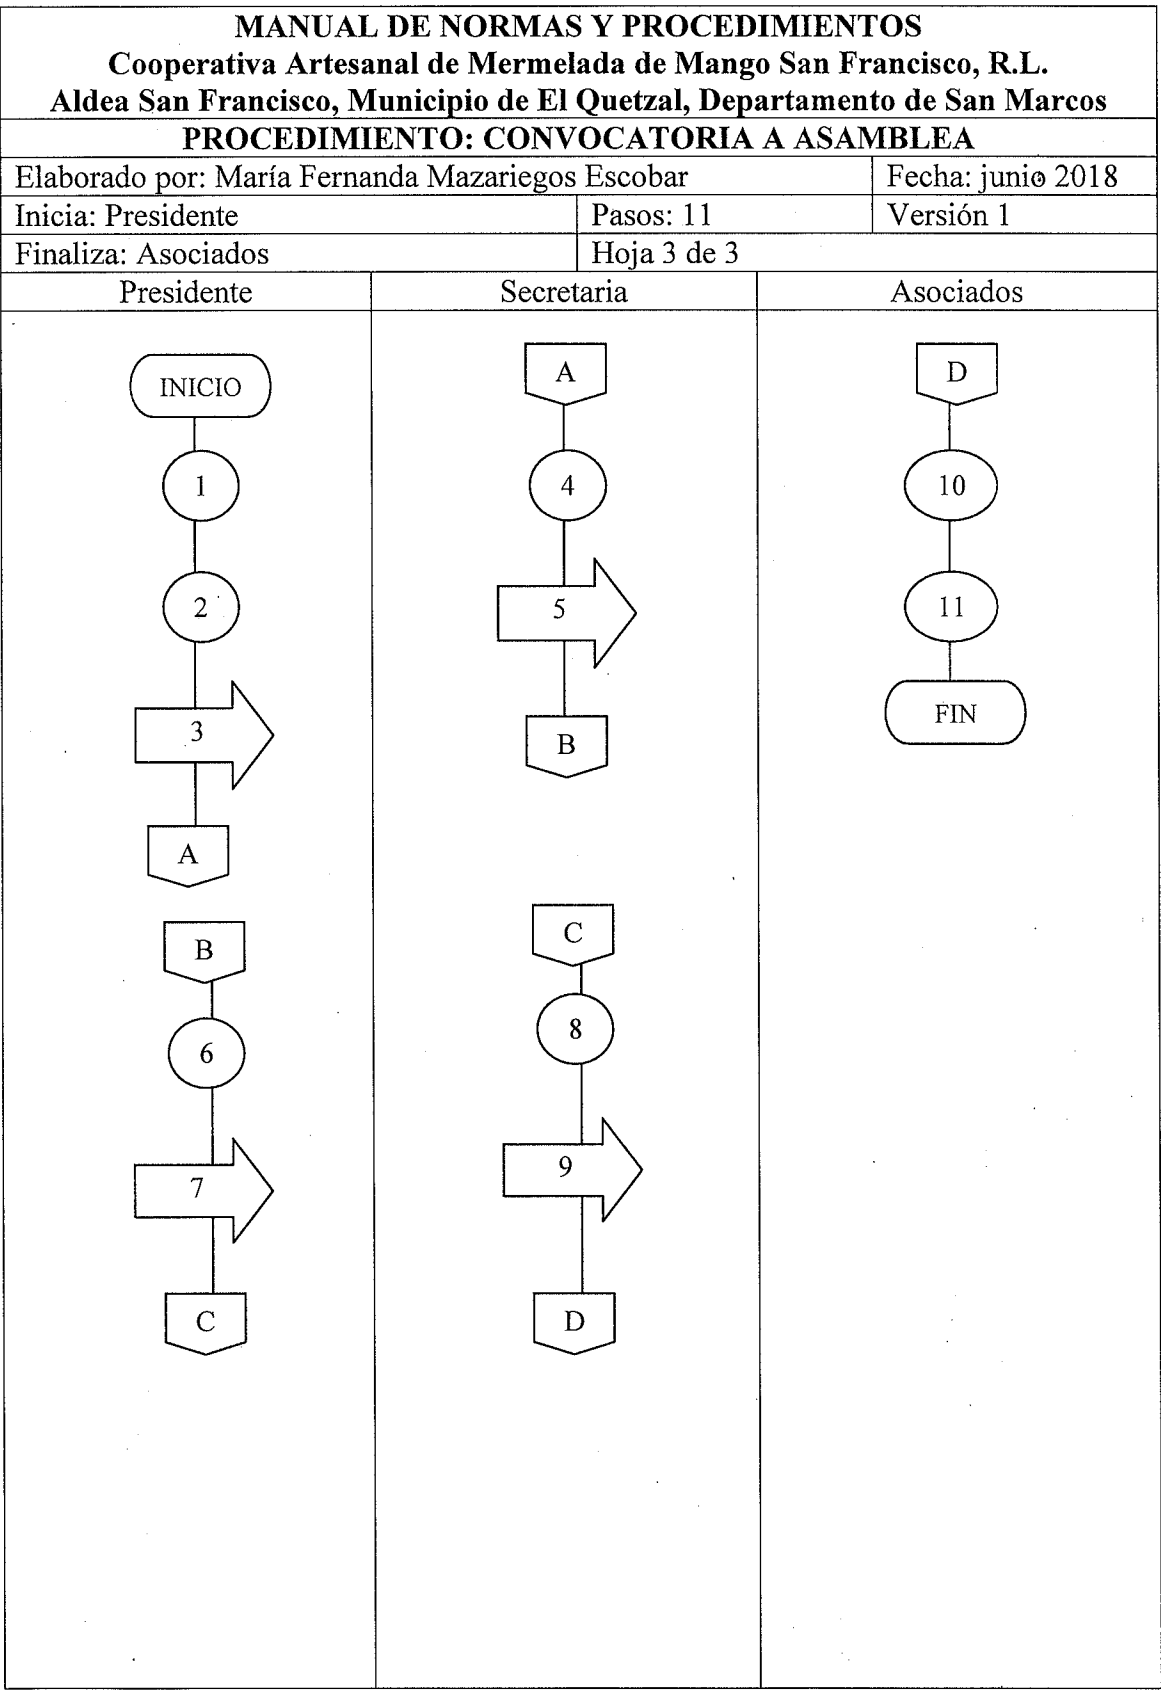 MANUAL DE NORMAS Y PROCEDIMIENTOS
Cooperativa Artesanal de Mermelada de Mango San Francisco, R.L.
Aldea San Francisco, Municipio de El Quetzal, Departamento de San Marcos
PROCEDIMIENTO: CONVOCATORIA A ASAMBLEA
Elaborado por: María Fernanda Mazariegos Escobar
Fecha: junio 2018
Inicia: Presidente
Pasos: 11
Versión 1
Finaliza: Asociados
Hoja 3 de 3
Presidente
Secretaria
Asociados
INICIO
1
2
3
A
B
6
7
C
A
4
5
B
C
8
9
D
D
10
11
FIN